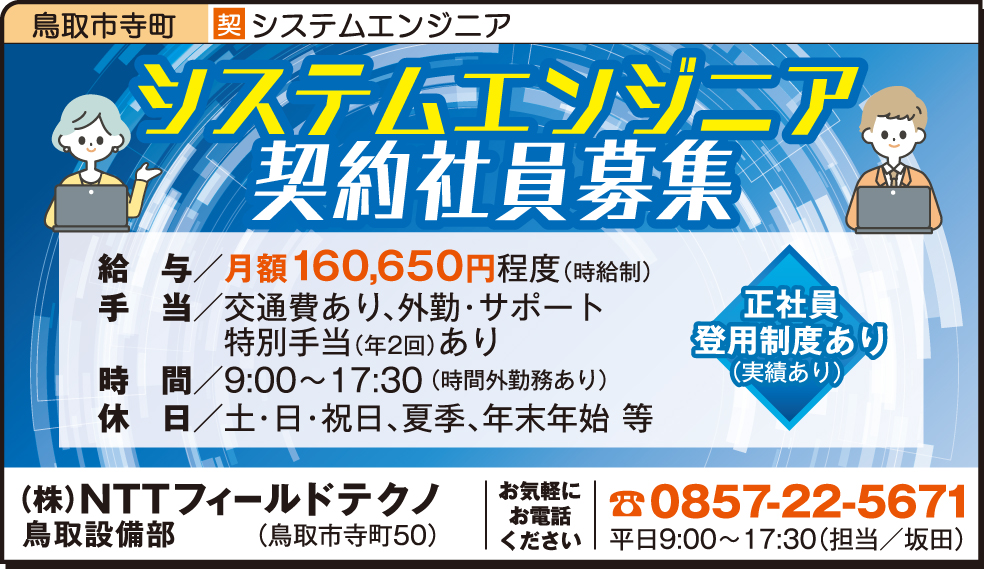 鳥取市寺町 契 システムエンジニア
システムエンジニア
契約社員募集
給 与／月額160,650円程度(時給制)
手 当／交通費あり、外勤・サポート
特別手当(年2回)あり
時 間／9:00～17:30(時間外勤務あり)
休 日／土・日・祝日、夏季、年末年始 等
正社員
登用制度あり
(実績あり)
(株)NTTフィールドテクノ
鳥取設備部 (鳥取市寺町50)
お気軽に
お電話
ください
☎0857-22-5671
平日9:00～17:30(担当／坂田)